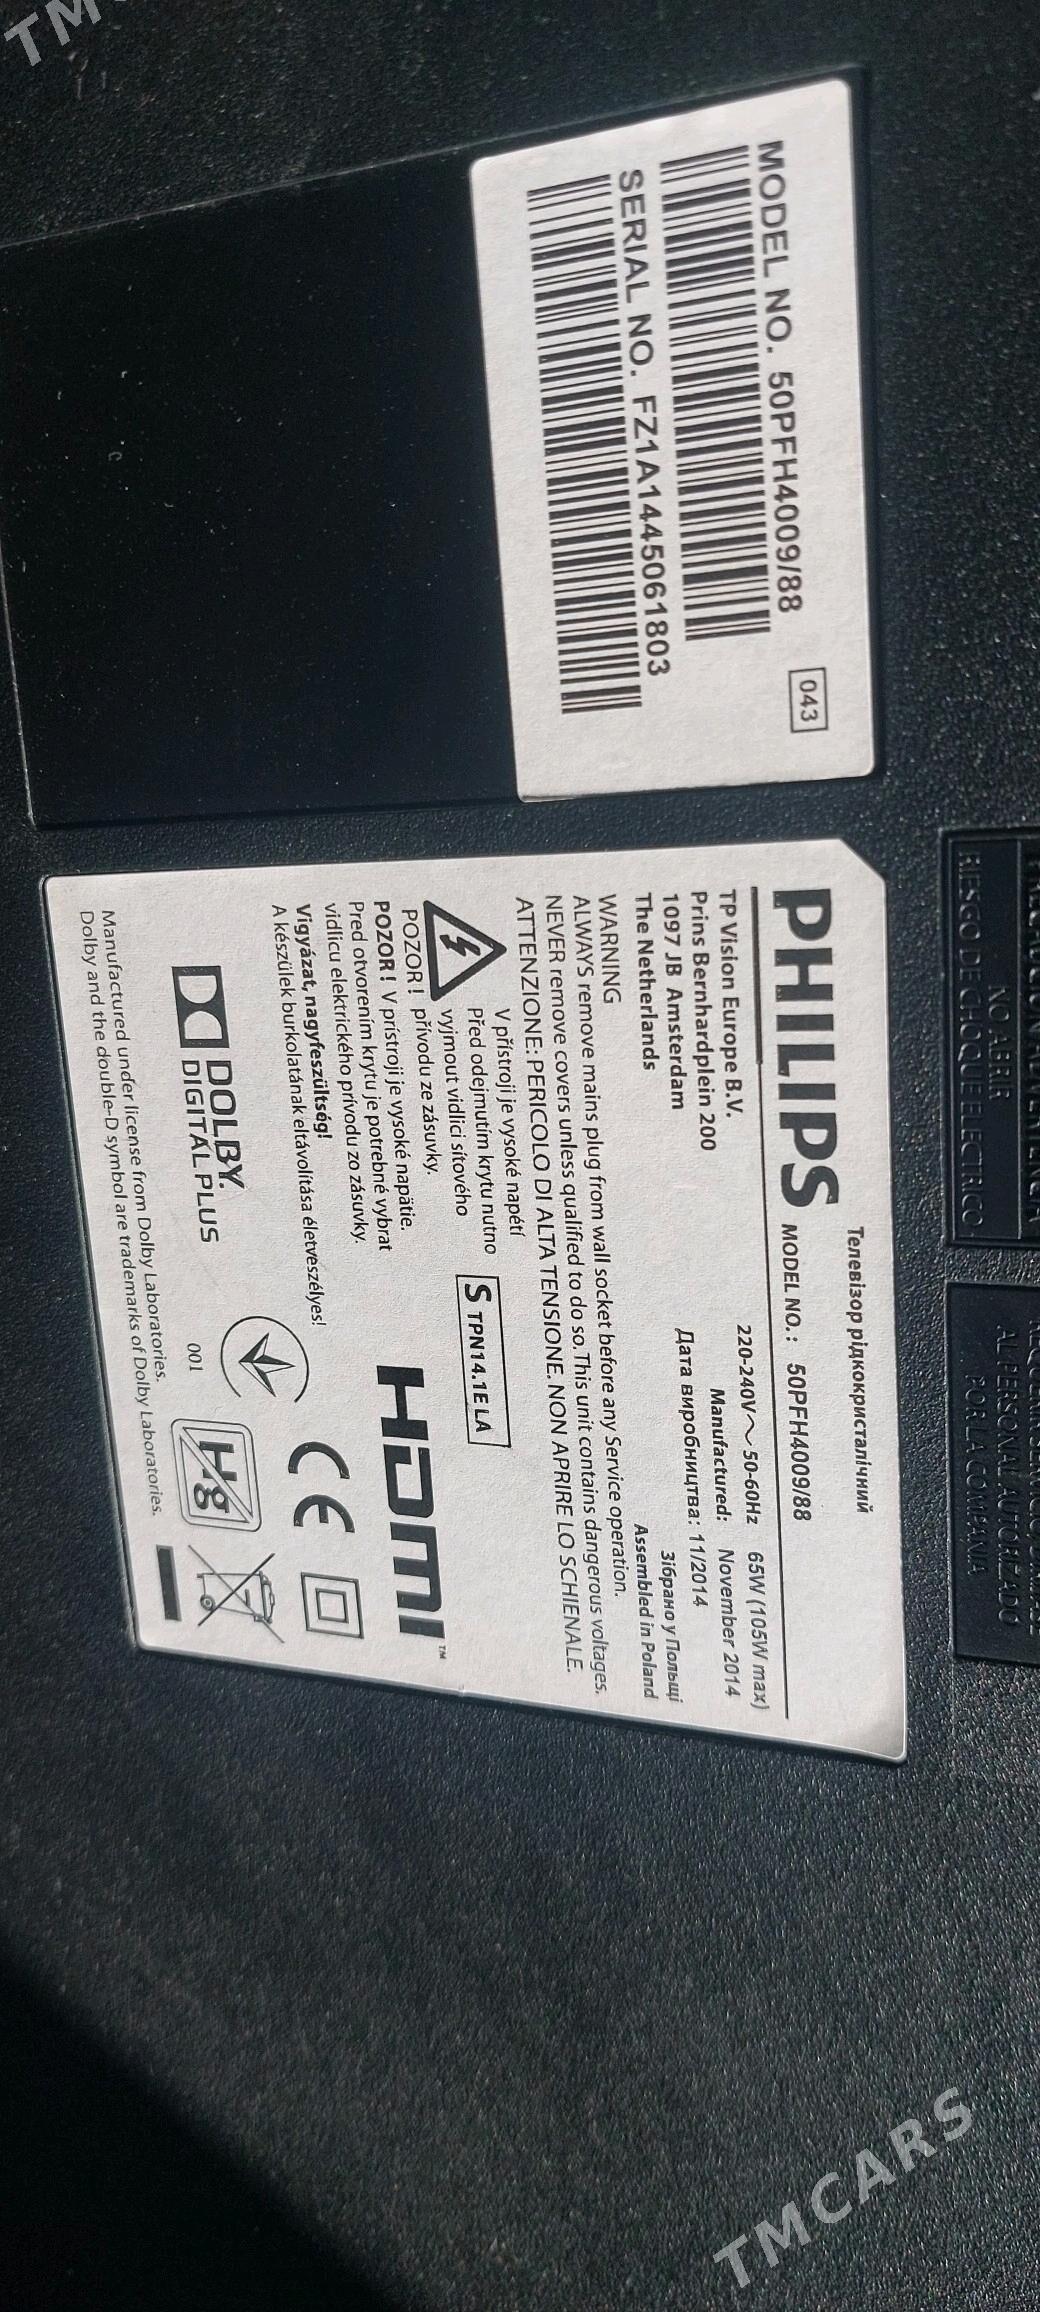 MODEL NO. 50PFH4009/88
043
SERIAL NO. FZ1A1445061803
Телевізор рідкокристалічний
PHILIPS MODEL NO.: 50PFH4009/88
TP Vision Europe B.V.
Prins Bernhardplein 200
1097 JB Amsterdam
The Netherlands
220-240V~ 50-60Hz 65W (105W max)
Manufactured: November 2014
Дата виробництва: 11/2014
Зібрано у Польщі
Assembled in Poland
WARNING
ALWAYS remove mains plug from wall socket before any Service operation.
NEVER remove covers unless qualified to do so. This unit contains dangerous voltages.
ATTENZIONE: PERICOLO DI ALTA TENSIONE. NON APRIRE LO SCHIENALE.
V přístroji je vysoké napětí
Před odejmutím krytu nutno
vyjmout vidlici síťového
POZOR! přívodu ze zásuvky.
POZOR! V prístroji je vysoké napätie.
Pred otvorením krytu je potrebné vybrat
vidlicu elektrického prívodu zo zásuvky.
Vigyázat, nagyfeszültség!
A készülek burkolatának eltávolítása életveszélyes!
S TPN14.1E LA
HDMI™
DOLBY.
DIGITAL PLUS
001
CE
Hg
Manufactured under license from Dolby Laboratories.
Dolby and the double-D symbol are trademarks of Dolby Laboratories.
NO ABRIR
RIESGO DE CHOQUE ELECTRICO
AL PERSONAL AUTORIZADO
POR LA COMPANIA
TMCARS